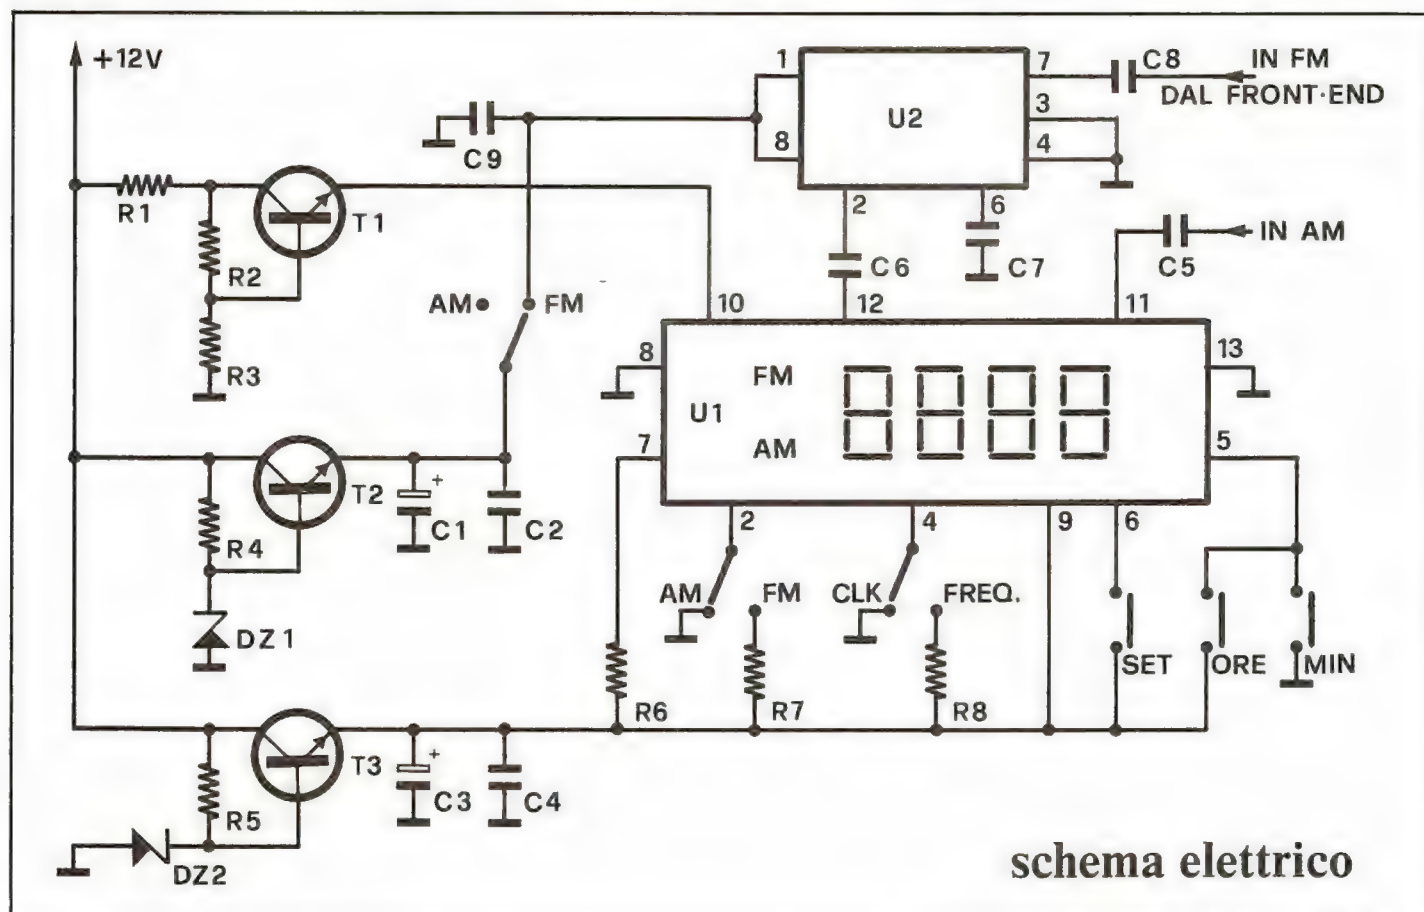 +12V
1
7
C8
IN FM
DAL FRONT·END
U2
3
C9
8
4
R1
T1
2
6
IN AM
R2
C6
C7
C5
AM
FM
10
12
11
R3
8
FM
13
U1
7
AM
5
T2
C1
C2
2
4
9
6
R4
AM
FM
CLK
FREQ.
DZ1
SET
ORE
MIN
R6
R7
R8
T3
C3
C4
R5
DZ2
schema elettrico
+
+